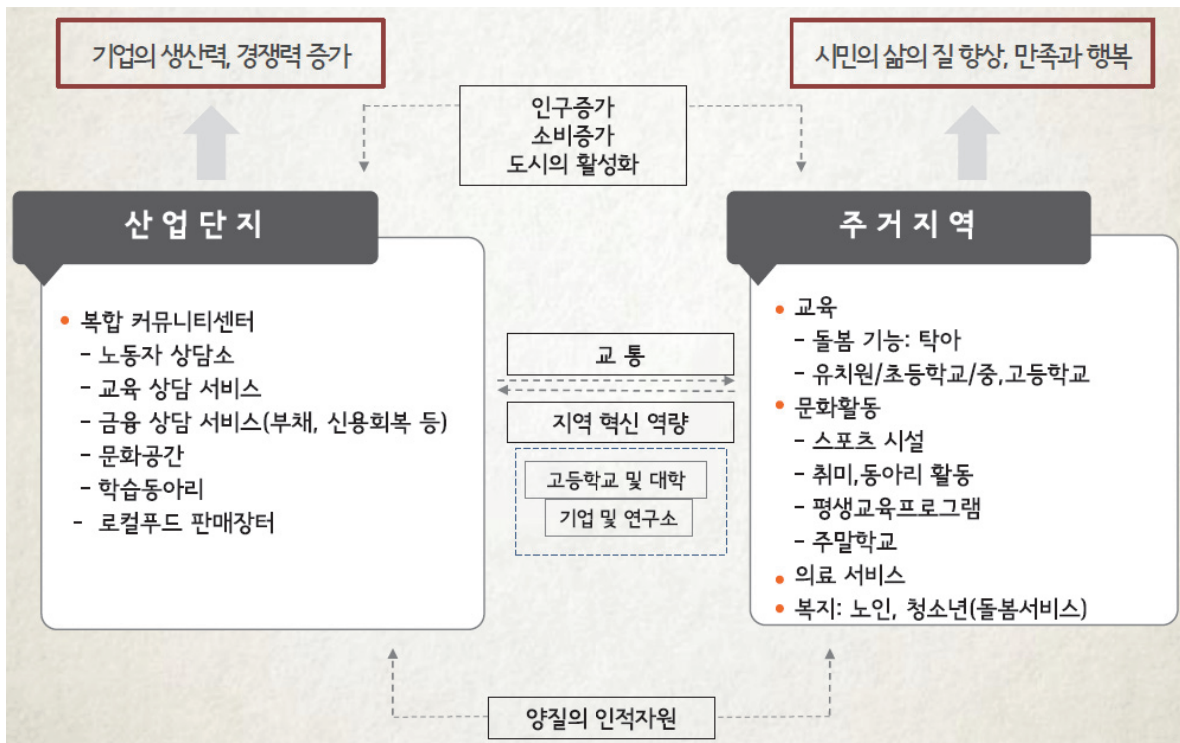 기업의 생산력, 경쟁력 증가
시민의 삶의 질 향상, 만족과 행복
인구증가
소비증가
도시의 활성화
산업단지
• 복합 커뮤니티센터
- 노동자 상담소
- 교육 상담 서비스
- 금융 상담 서비스(부채, 신용회복 등)
- 문화공간
- 학습동아리
- 로컬푸드 판매장터
교 통
지역 혁신 역량
고등학교 및 대학
기업 및 연구소
주거지역
• 교육
- 돌봄 기능: 탁아
- 유치원/초등학교/중,고등학교
• 문화활동
- 스포츠 시설
- 취미,동아리 활동
- 평생교육프로그램
- 주말학교
• 의료 서비스
• 복지: 노인, 청소년(돌봄서비스)
양질의 인적자원